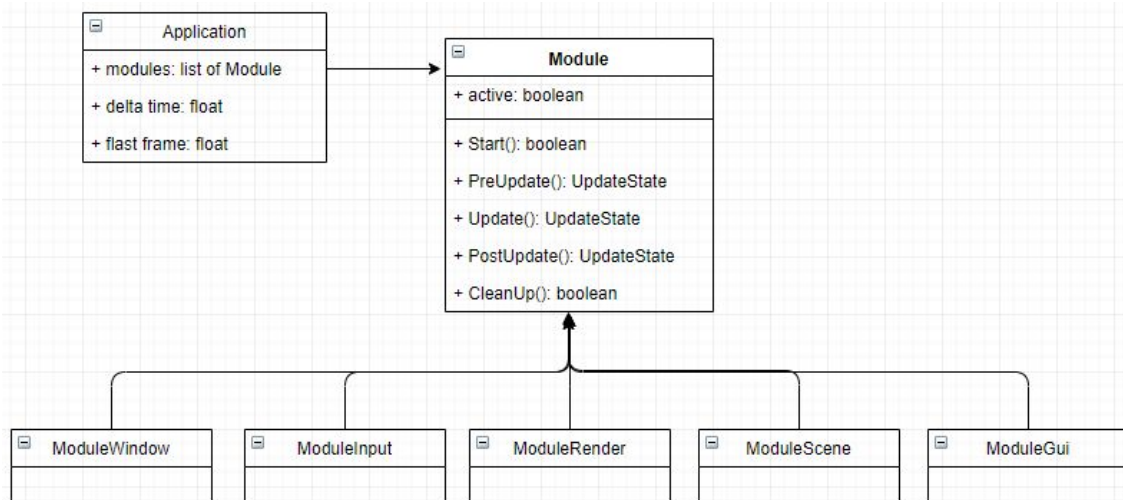 Application
+ modules: list of Module
+ delta time: float
+ flast frame: float
Module
+ active: boolean
+ Start(): boolean
+ PreUpdate(): UpdateState
+ Update(): UpdateState
+ PostUpdate(): UpdateState
+ CleanUp(): boolean
ModuleWindow
ModuleInput
ModuleRender
ModuleScene
ModuleGui